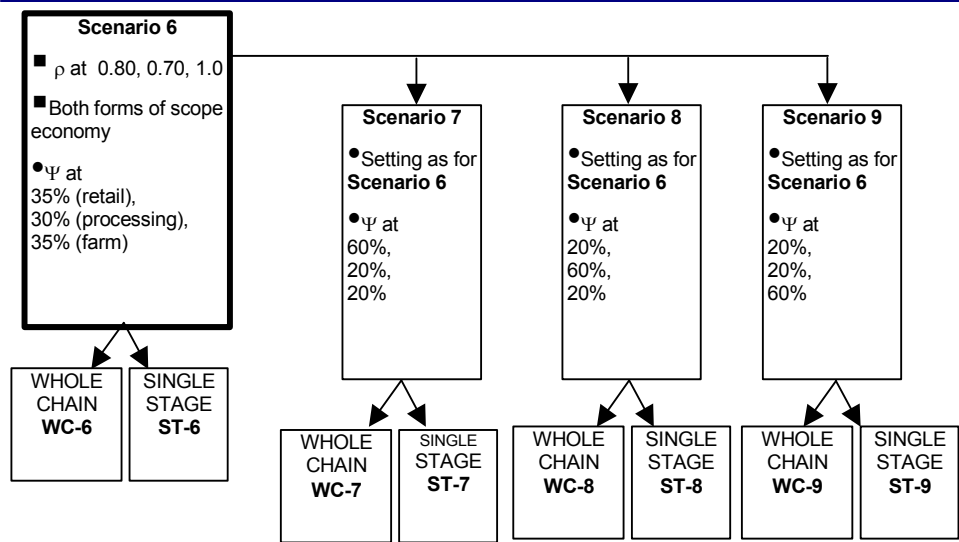 Scenario 6
■ ρ at 0.80, 0.70, 1.0
■ Both forms of scope
economy
● Ψ at
35% (retail),
30% (processing),
35% (farm)
WHOLE
CHAIN
WC-6
SINGLE
STAGE
ST-6
Scenario 7
● Setting as for
Scenario 6
● Ψ at
60%,
20%,
20%
WHOLE
CHAIN
WC-7
SINGLE
STAGE
ST-7
Scenario 8
● Setting as for
Scenario 6
● Ψ at
20%,
60%,
20%
WHOLE
CHAIN
WC-8
SINGLE
STAGE
ST-8
Scenario 9
● Setting as for
Scenario 6
● Ψ at
20%,
20%,
60%
WHOLE
CHAIN
WC-9
SINGLE
STAGE
ST-9